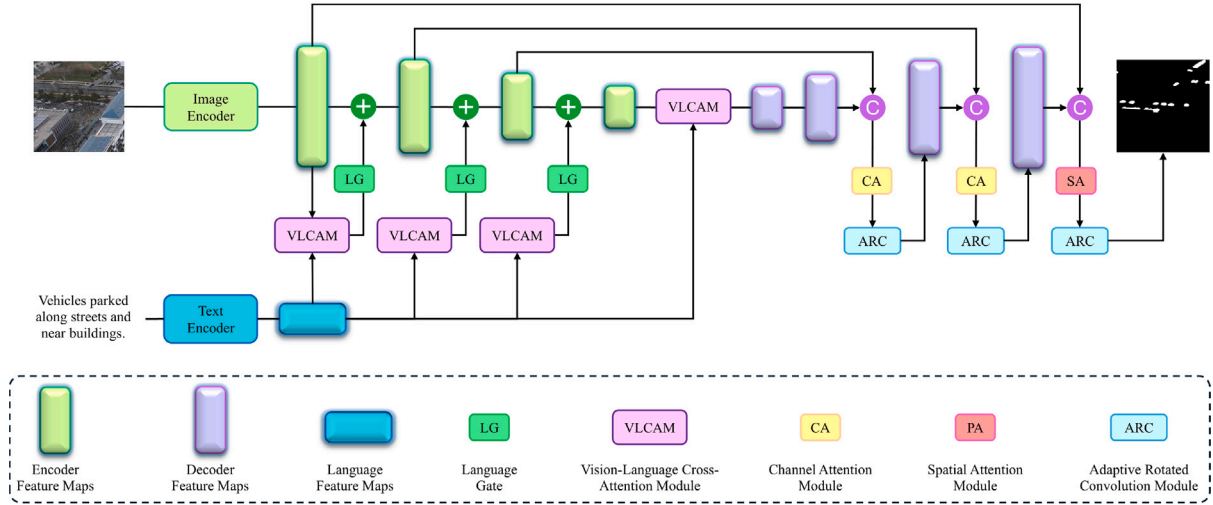 Image
Encoder
VLCAM
C
C
C
LG
LG
LG
CA
CA
SA
VLCAM
VLCAM
VLCAM
ARC
ARC
ARC
Vehicles parked
along streets and
near buildings.
Text
Encoder
LG
VLCAM
CA
PA
ARC
Encoder
Feature Maps
Decoder
Feature Maps
Language
Feature Maps
Language
Gate
Vision-Language Cross-
Attention Module
Channel Attention
Module
Spatial Attention
Module
Adaptive Rotated
Convolution Module